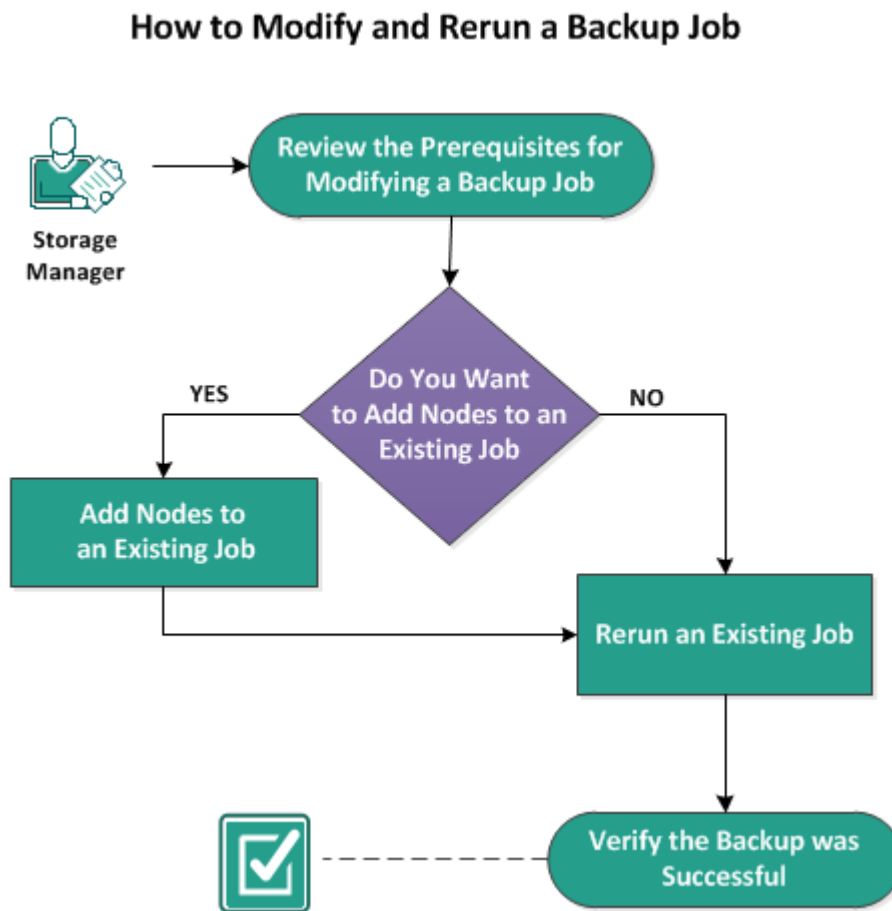 How to Modify and Rerun a Backup Job
Review the Prerequisites for
Modifying a Backup Job
Storage
Manager
Do You Want
to Add Nodes to an
Existing Job
YES
NO
Add Nodes to
an Existing Job
Rerun an Existing Job
Verify the Backup was
Successful